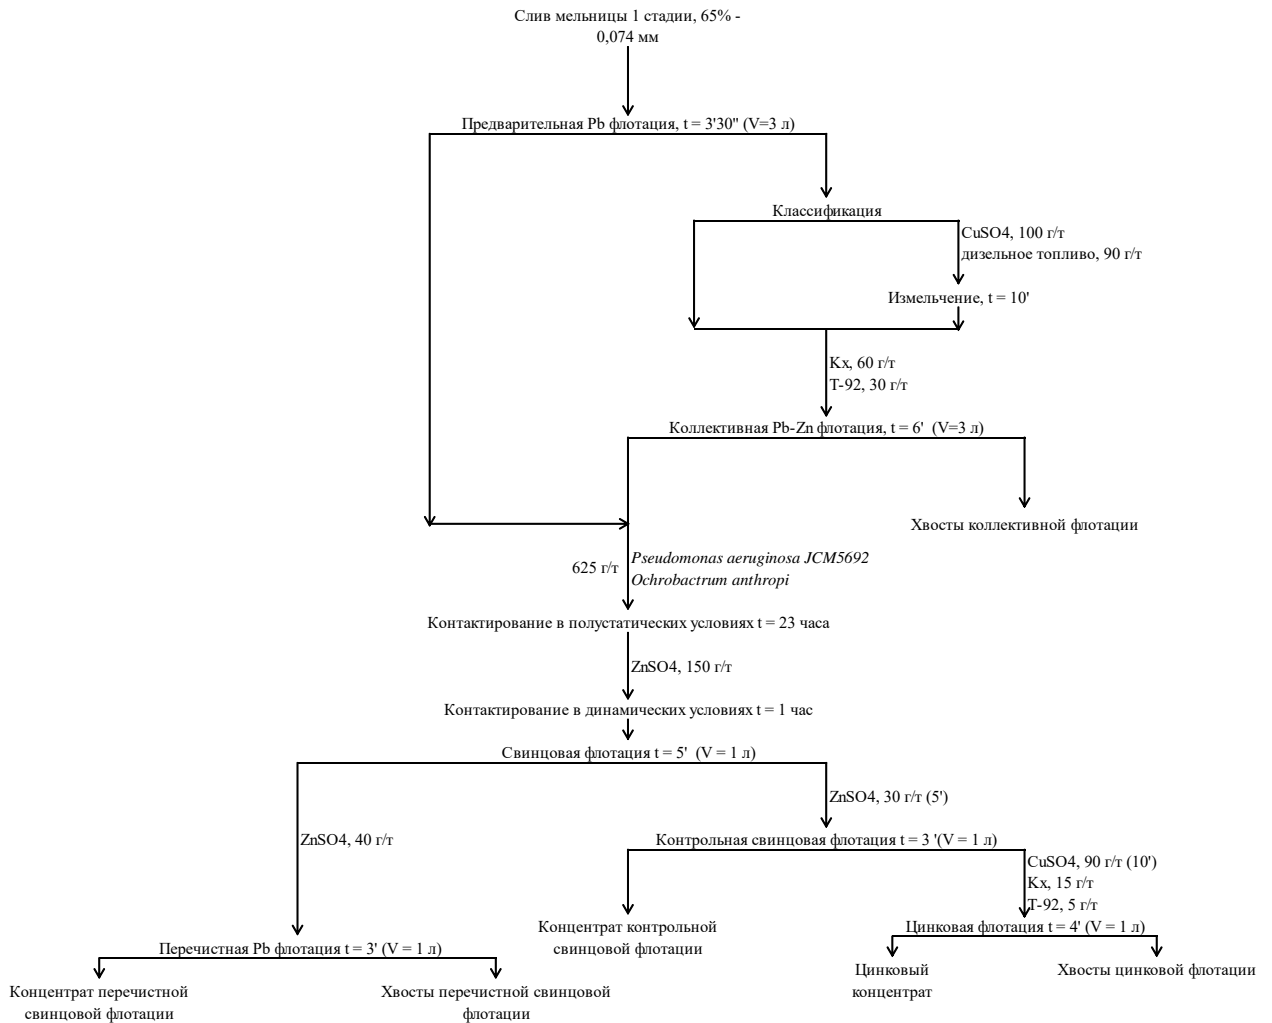 Слив мельницы 1 стадии, 65% -
0,074 мм
Предварительная Pb флотация, t = 3'30" (V=3 л)
Классификация
CuSO4, 100 г/т
дизельное топливо, 90 г/т
Измельчение, t = 10'
Kx, 60 г/т
Т-92, 30 г/т
Коллективная Pb-Zn флотация, t = 6' (V=3 л)
Хвосты коллективной флотации
625 г/т
Pseudomonas aeruginosa JCM5692
Ochrobactrum anthropi
Контактирование в полустатических условиях t = 23 часа
ZnSO4, 150 г/т
Контактирование в динамических условиях t = 1 час
Свинцовая флотация t = 5' (V = 1 л)
ZnSO4, 30 г/т (5')
ZnSO4, 40 г/т
Контрольная свинцовая флотация t = 3 '(V = 1 л)
CuSO4, 90 г/т (10')
Kx, 15 г/т
Т-92, 5 г/т
Концентрат контрольной
свинцовой флотации
Цинковая флотация t = 4' (V = 1 л)
Перечистная Pb флотация t = 3' (V = 1 л)
Цинковый
концентрат
Хвосты цинковой флотации
Концентрат перечистной
свинцовой флотации
Хвосты перечистной свинцовой
флотации